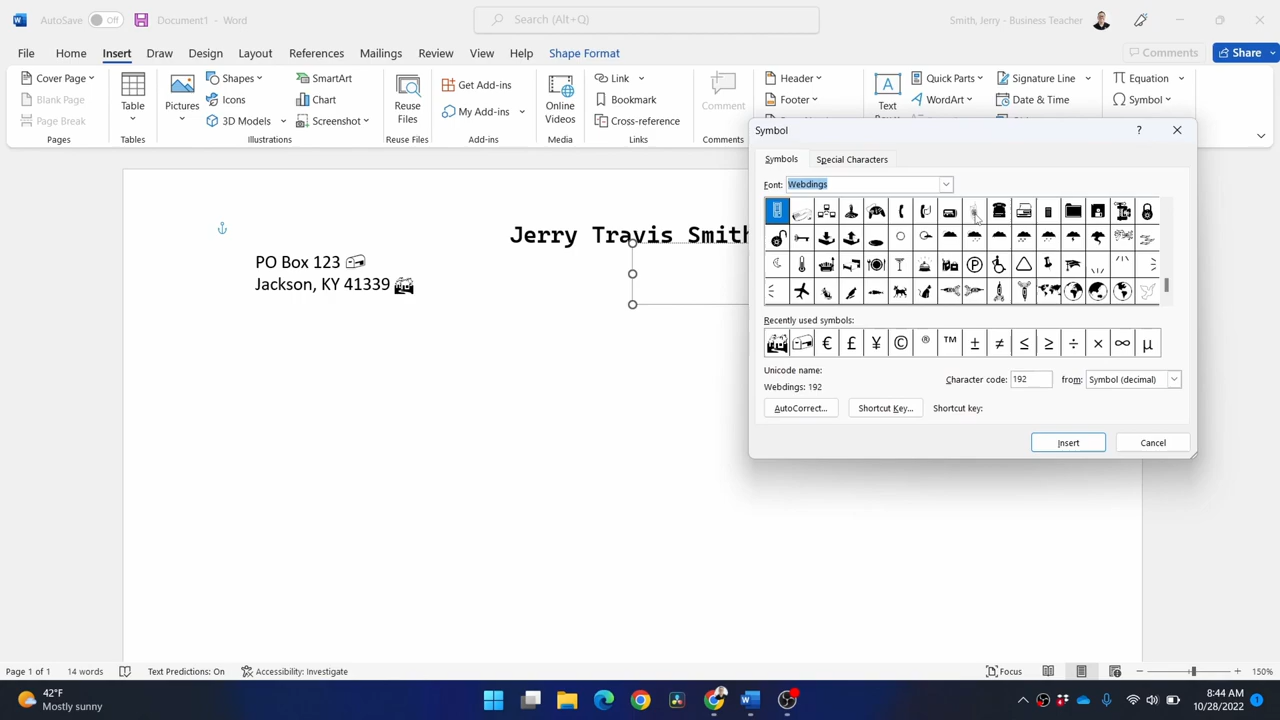 AutoSave Off Document1 - Word Search (Alt+Q) Smith, Jerry - Business Teacher
File Home Insert Draw Design Layout References Mailings Review View Help Shape Format Comments Share
Cover Page
Blank Page
Page Break
Pages
Table
Pictures
Shapes
Icons
3D Models
SmartArt
Chart
Screenshot
Illustrations
Reuse Files
Reuse Files
Get Add-ins
My Add-ins
Add-ins
Online Videos
Media
Link
Bookmark
Cross-reference
Links
Comment
Comments
Header
Footer
Text
Quick Parts
WordArt
Signature Line
Date & Time
Equation
Symbol
Jerry Travis Smith
PO Box 123
Jackson, KY 41339
Symbol
Symbols Special Characters
Font: Webdings
Recently used symbols:
€ £ ¥ © ® ™ ± ≠ ≤ ≥ ÷ × ∞ µ
Unicode name:
Webdings: 192
Character code: 192 from: Symbol (decimal)
AutoCorrect... Shortcut Key... Shortcut key:
Insert Cancel
Page 1 of 1 14 words Text Predictions: On Accessibility: Investigate Focus 150%
42°F
Mostly sunny
8:44 AM
10/28/2022